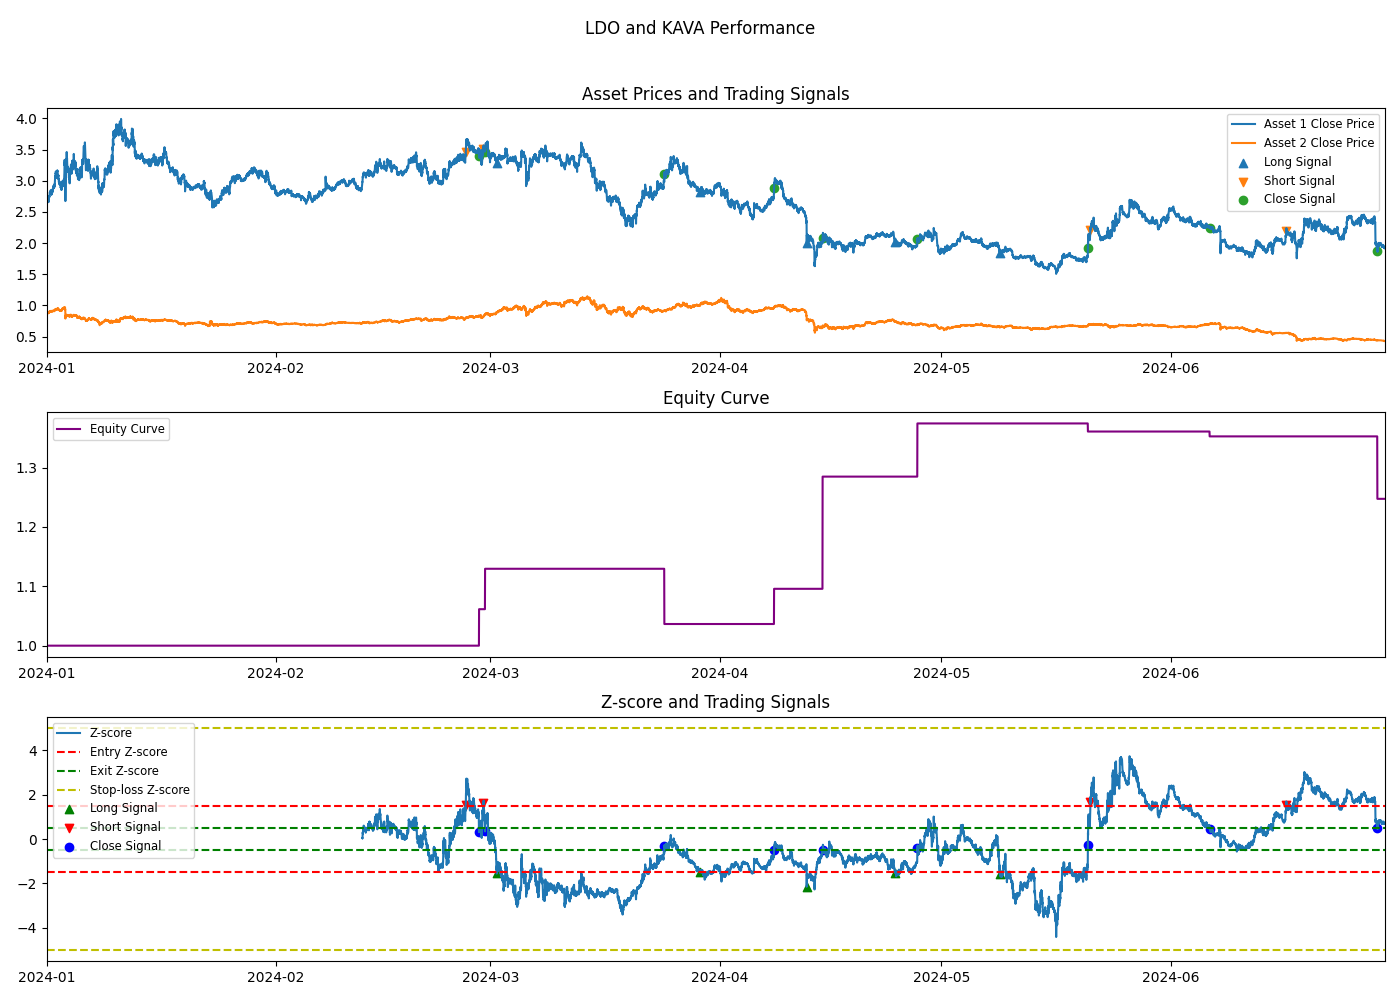 LDO and KAVA Performance
Asset Prices and Trading Signals
4.0
3.5
3.0
2.5
2.0
1.5
1.0
0.5
Asset 1 Close Price
Asset 2 Close Price
Long Signal
Short Signal
Close Signal
2024-01 2024-02 2024-03 2024-04 2024-05 2024-06
Equity Curve
Equity Curve
1.3
1.2
1.1
1.0
2024-01 2024-02 2024-03 2024-04 2024-05 2024-06
Z-score and Trading Signals
Z-score
Entry Z-score
Exit Z-score
Stop-loss Z-score
Long Signal
Short Signal
Close Signal
4
2
0
−2
−4
2024-01 2024-02 2024-03 2024-04 2024-05 2024-06